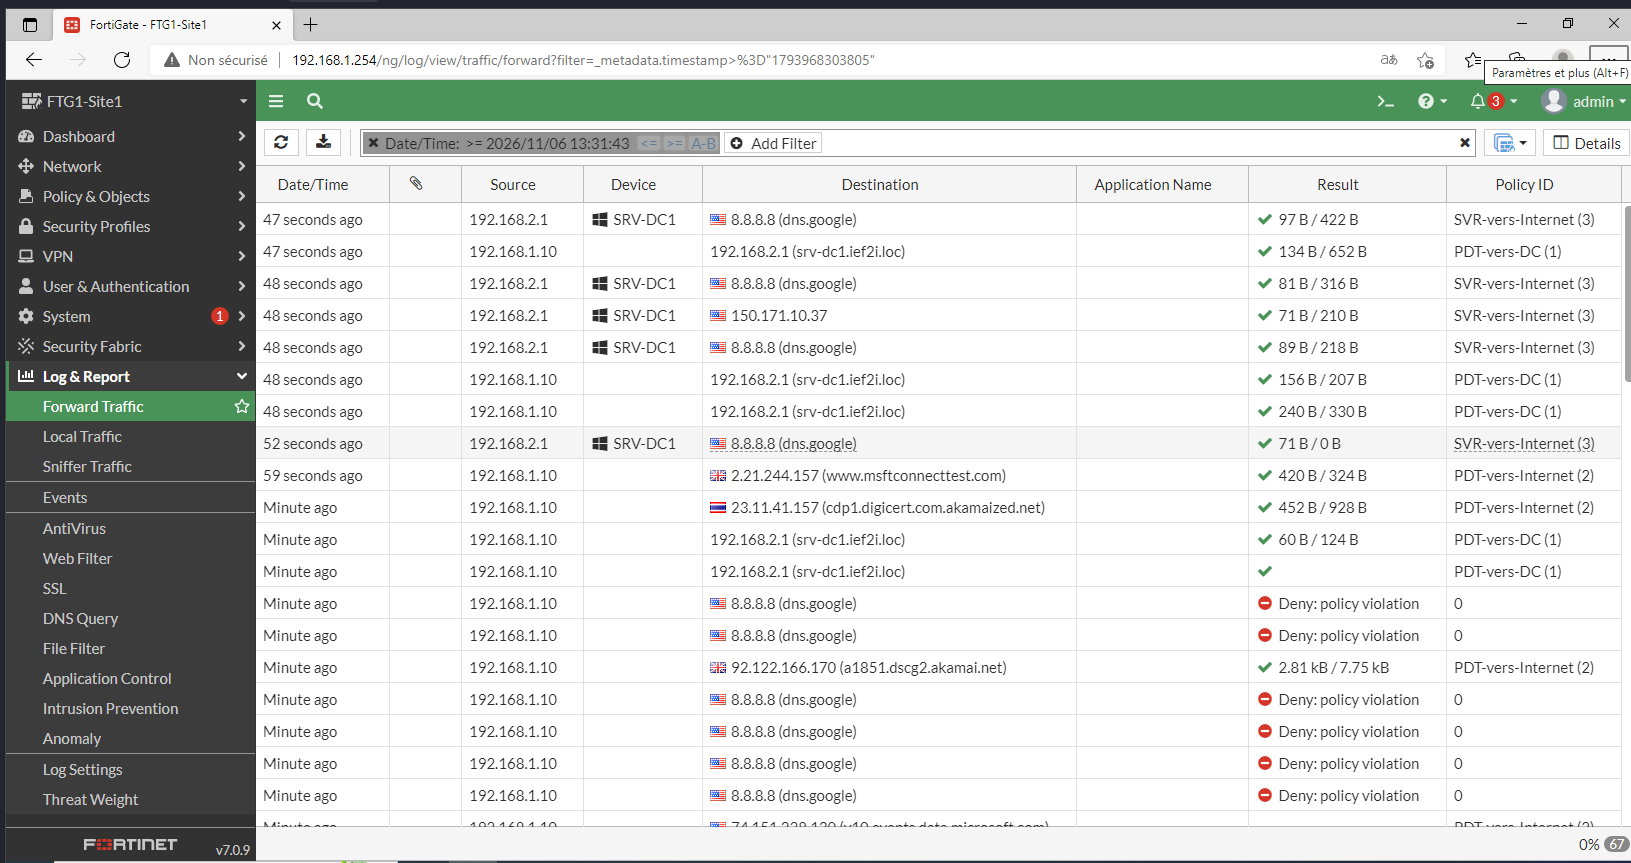 FortiGate - FTG1-Site1
Non sécurisé 192.168.1.254/ng/log/view/traffic/forward?filter=_metadata.timestamp>%3D"1793968303805"
Paramètres et plus (Alt+F)
FTG1-Site1
>_ 3 admin
Dashboard
Network
Policy & Objects
Security Profiles
VPN
User & Authentication
System 1
Security Fabric
Log & Report
Forward Traffic
Local Traffic
Sniffer Traffic
Events
AntiVirus
Web Filter
SSL
DNS Query
File Filter
Application Control
Intrusion Prevention
Anomaly
Log Settings
Threat Weight
FORTINET v7.0.9
Date/Time: >= 2026/11/06 13:31:43 <= >= A-B Add Filter Details
Date/Time Source Device Destination Application Name Result Policy ID
47 seconds ago 192.168.2.1 SRV-DC1 8.8.8.8 (dns.google) 97 B / 422 B SVR-vers-Internet (3)
47 seconds ago 192.168.1.10 192.168.2.1 (srv-dc1.ief2i.loc) 134 B / 652 B PDT-vers-DC (1)
48 seconds ago 192.168.2.1 SRV-DC1 8.8.8.8 (dns.google) 81 B / 316 B SVR-vers-Internet (3)
48 seconds ago 192.168.2.1 SRV-DC1 150.171.10.37 71 B / 210 B SVR-vers-Internet (3)
48 seconds ago 192.168.2.1 SRV-DC1 8.8.8.8 (dns.google) 89 B / 218 B SVR-vers-Internet (3)
48 seconds ago 192.168.1.10 192.168.2.1 (srv-dc1.ief2i.loc) 156 B / 207 B PDT-vers-DC (1)
48 seconds ago 192.168.1.10 192.168.2.1 (srv-dc1.ief2i.loc) 240 B / 330 B PDT-vers-DC (1)
52 seconds ago 192.168.2.1 SRV-DC1 8.8.8.8 (dns.google) 71 B / 0 B SVR-vers-Internet (3)
59 seconds ago 192.168.1.10 2.21.244.157 (www.msftconnecttest.com) 420 B / 324 B PDT-vers-Internet (2)
Minute ago 192.168.1.10 23.11.41.157 (cdp1.digicert.com.akamaized.net) 452 B / 928 B PDT-vers-Internet (2)
Minute ago 192.168.1.10 192.168.2.1 (srv-dc1.ief2i.loc) 60 B / 124 B PDT-vers-DC (1)
Minute ago 192.168.1.10 192.168.2.1 (srv-dc1.ief2i.loc) PDT-vers-DC (1)
Minute ago 192.168.1.10 8.8.8.8 (dns.google) Deny: policy violation 0
Minute ago 192.168.1.10 8.8.8.8 (dns.google) Deny: policy violation 0
Minute ago 192.168.1.10 92.122.166.170 (a1851.dscg2.akamai.net) 2.81 kB / 7.75 kB PDT-vers-Internet (2)
Minute ago 192.168.1.10 8.8.8.8 (dns.google) Deny: policy violation 0
Minute ago 192.168.1.10 8.8.8.8 (dns.google) Deny: policy violation 0
Minute ago 192.168.1.10 8.8.8.8 (dns.google) Deny: policy violation 0
Minute ago 192.168.1.10 8.8.8.8 (dns.google) Deny: policy violation 0
Minute ago 192.168.1.10 PDT-vers-Internet (2)
0% 67